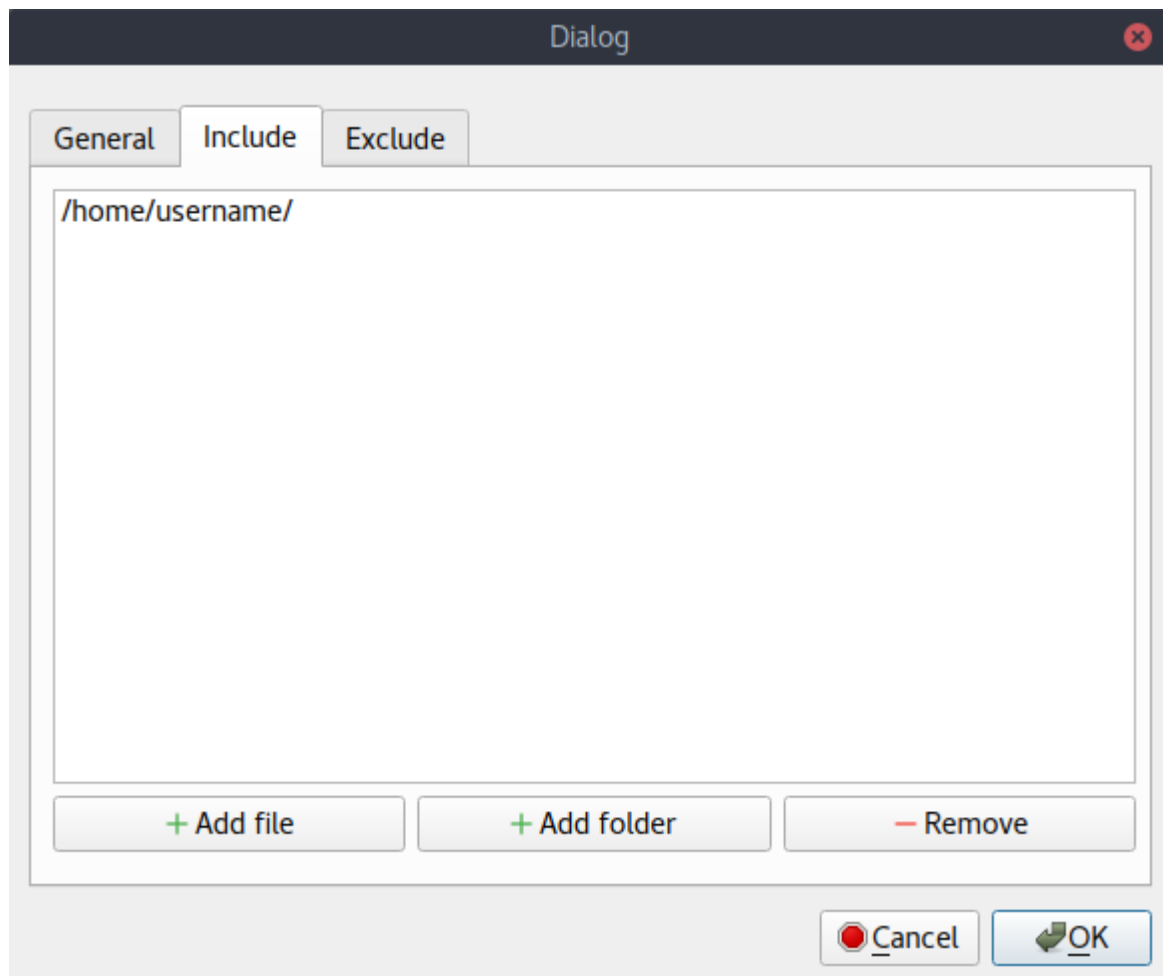 Dialog
General Include Exclude
/home/username/
+ Add file + Add folder − Remove
Cancel OK